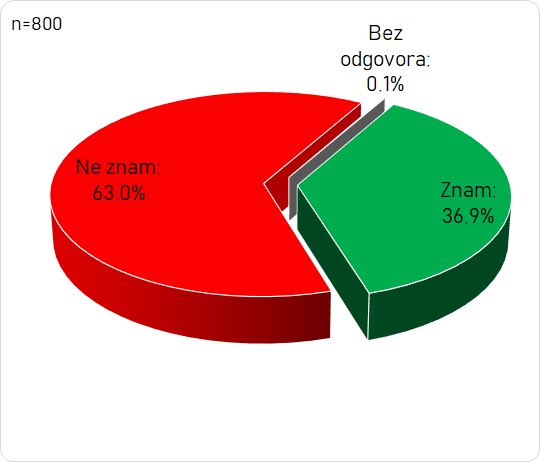 n=800
Bez
odgovora:
0,1%
Ne znam:
63,0%
Znam:
36,9%